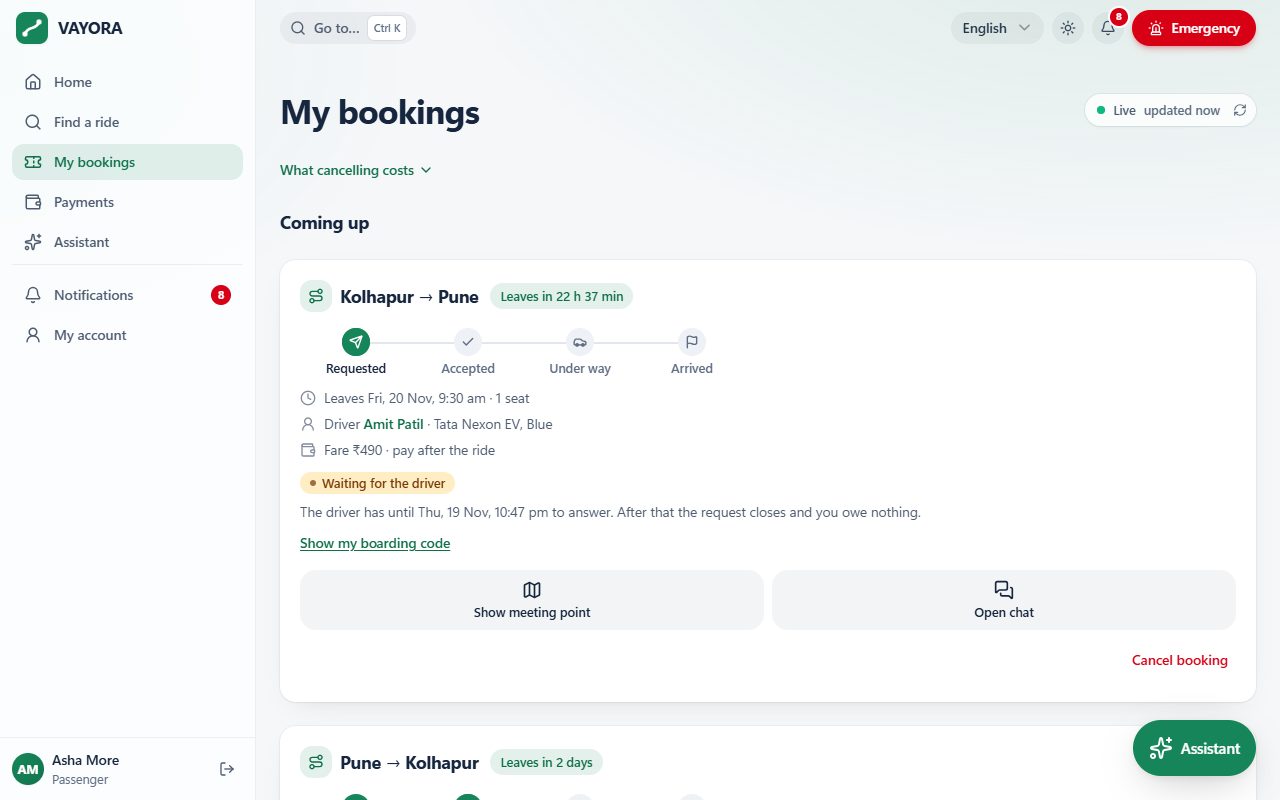 VAYORA
Go to...
Ctrl K
English
8
Emergency
Home
Find a ride
My bookings
Payments
Assistant
Notifications
8
My account
My bookings
Live updated now
What cancelling costs
Coming up
Kolhapur → Pune
Leaves in 22 h 37 min
Requested
Accepted
Under way
Arrived
Leaves Fri, 20 Nov, 9:30 am · 1 seat
Driver Amit Patil · Tata Nexon EV, Blue
Fare ₹490 · pay after the ride
Waiting for the driver
The driver has until Thu, 19 Nov, 10:47 pm to answer. After that the request closes and you owe nothing.
Show my boarding code
Show meeting point
Open chat
Cancel booking
Pune → Kolhapur
Leaves in 2 days
Assistant
AM
Asha More
Passenger